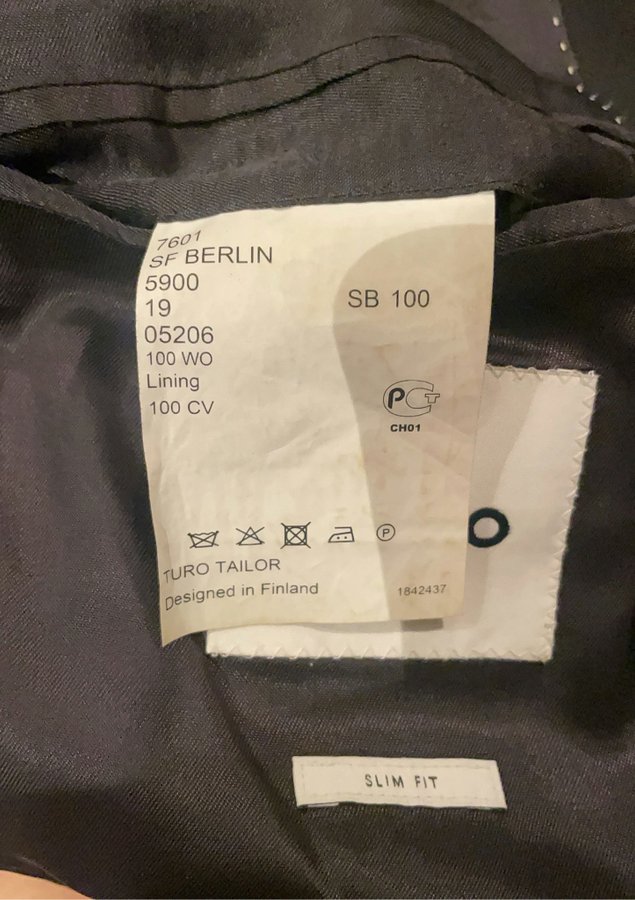 7601
SF BERLIN
5900
19
05206
100 WO
Lining
100 CV
SB 100
PCT
CH01
P
TURO TAILOR
Designed in Finland
1842437
O
SLIM FIT